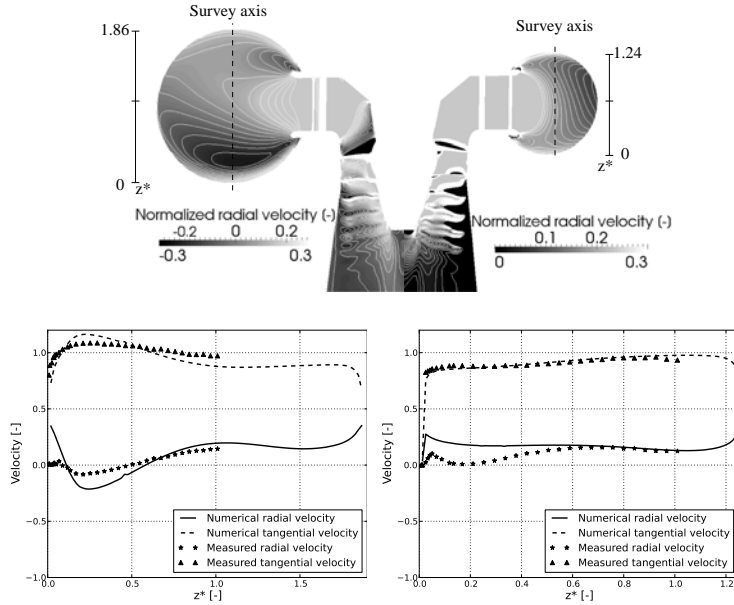 Survey axis
1.86
0
z*
Normalized radial velocity [-]
-0.2 0 0.2
-0.3 0.3
Survey axis
1.24
0
z*
Normalized radial velocity [-]
0.1 0.2
0 0.3
1.0
0.5
0.0
−0.5
−1.0
Velocity [-]
0.0 0.5 1.0 1.5
z* [-]
Numerical radial velocity
Numerical tangential velocity
Measured radial velocity
Measured tangential velocity
1.0
0.5
0.0
−0.5
−1.0
Velocity [-]
0.0 0.2 0.4 0.6 0.8 1.0 1.2
z* [-]
Numerical radial velocity
Numerical tangential velocity
Measured radial velocity
Measured tangential velocity